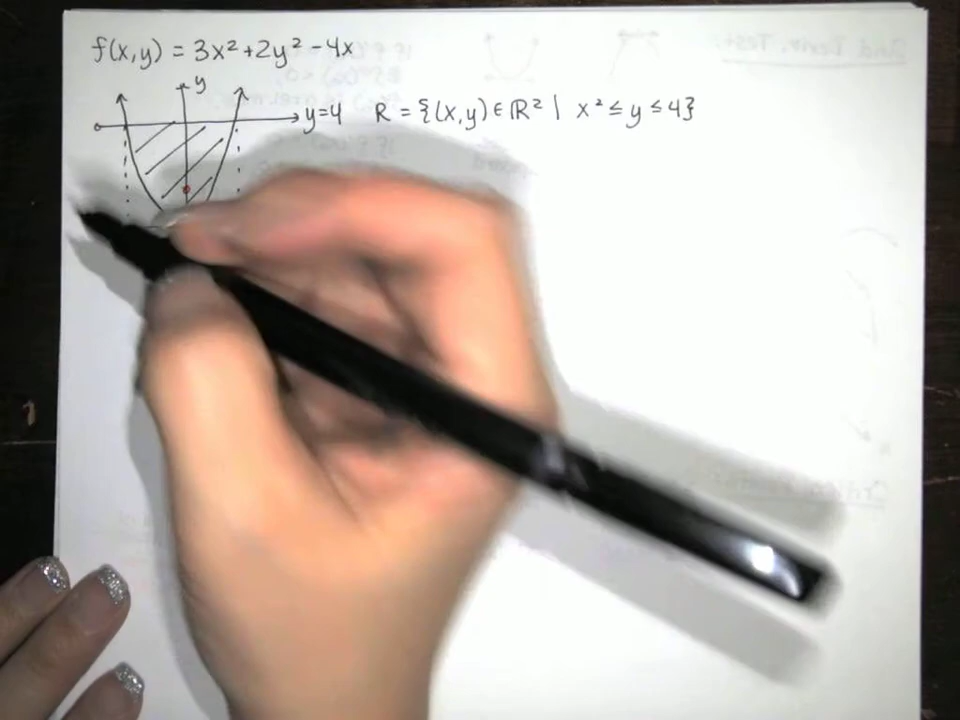 f(x,y) = 3x² + 2y² - 4x
y
y=4 R = {(x,y) ∈ ℝ² | x² ≤ y ≤ 4}